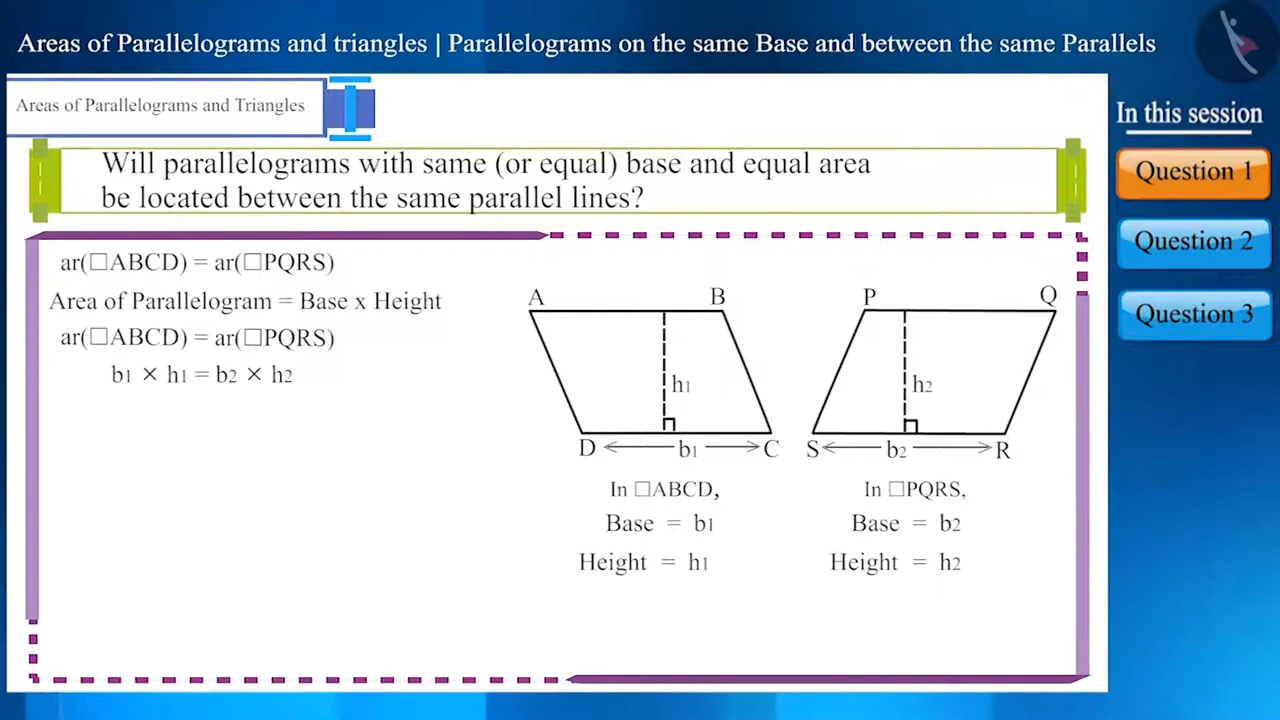 Areas of Parallelograms and triangles | Parallelograms on the same Base and between the same Parallels
Areas of Parallelograms and Triangles
Will parallelograms with same (or equal) base and equal area
be located between the same parallel lines?
ar(□ABCD) = ar(□PQRS)
Area of Parallelogram = Base x Height
ar(□ABCD) = ar(□PQRS)
b₁ × h₁ = b₂ × h₂
A B
h₁
D b₁ C
In □ABCD,
Base = b₁
Height = h₁
P Q
h₂
S b₂ R
In □PQRS,
Base = b₂
Height = h₂
In this session
Question 1
Question 2
Question 3